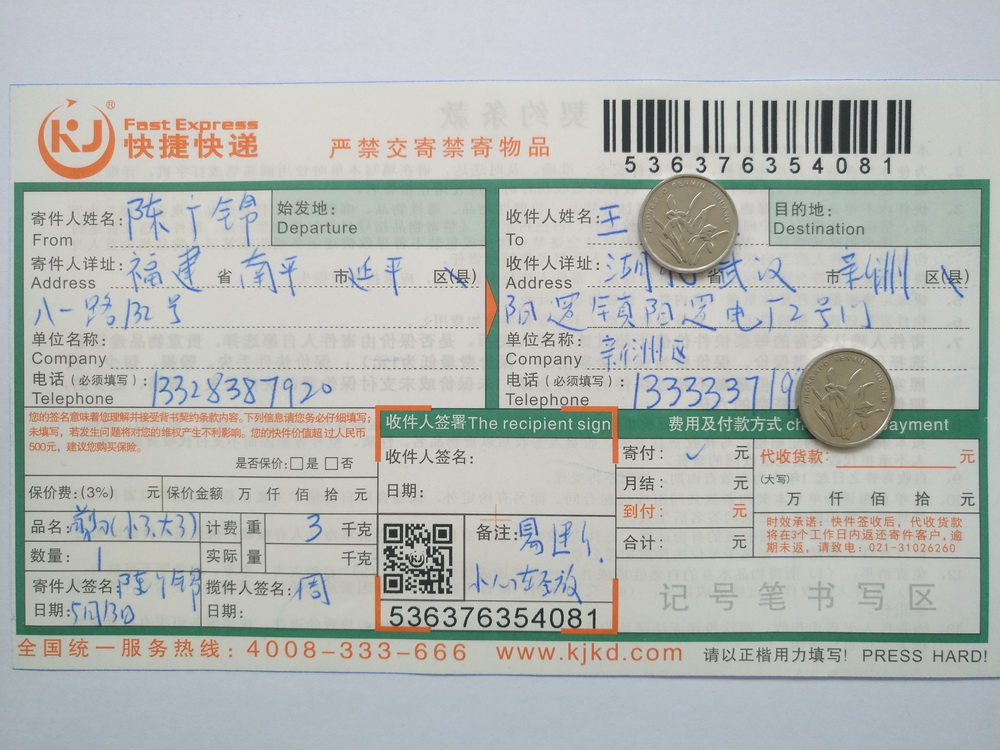 KJ ® Fast Express
快捷快递
严禁交寄禁寄物品
536376354081
寄件人姓名: 陈广锦
From
始发地:
Departure
寄件人详址: 福建 省 南平 市 延平 区(县)
Address
八一路132号
单位名称:
Company
电话 (必须填写): 13328387920
Telephone
收件人姓名: 王
To
目的地:
Destination
收件人详址: 湖北 省 武汉 市 新洲 区(县)
Address
阳逻镇阳逻电厂2号门
单位名称: 新洲区
Company
电话 (必须填写): 133333719
Telephone
您的签名意味着您理解并接受背书契约条款内容。下列信息请您务必仔细填写;
未填写,若发生问题将对您的维权产生不利影响。您的快件价值超过人民币
500元,建议您购买保险。
是否保价:□是 □否
保价费:(3%) 元 保价金额 万 仟 佰 拾 元
品名: (小3,大3) 计费 重 3 千克
数量: 1 实际 量 千克
寄件人签名: 陈广锦 揽件人签名: 周
日期: 5月13日 日期:
收件人签署The recipient sign
收件人签名:
日期:
备注: 易碎!
小心轻放
536376354081
费用及付款方式 ch ayment
寄付: ✓ 元
月结: 元
到付: 元
合计: 元
代收货款: 元
(大写)
万 仟 佰 拾 元
时效承诺:快件签收后,代收货款
将在3个工作日内返还寄件客户,逾
期未返,请致电:021-31026260
记号笔书写区
全国统一服务热线:4008-333-666 www.kjkd.com 请以正楷用力填写! PRESS HARD!